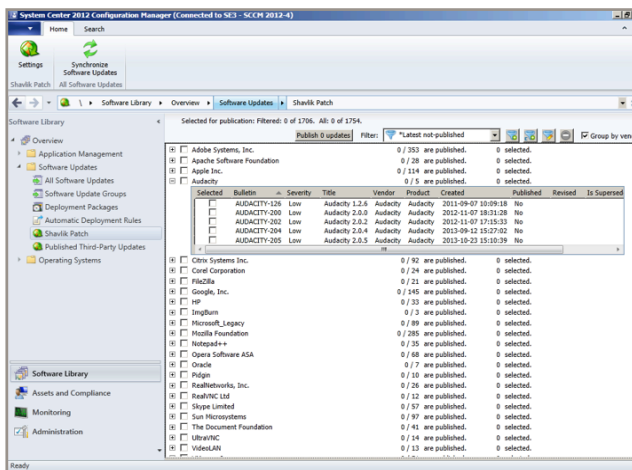 System Center 2012 Configuration Manager (Connected to SE3 - SCCM 2012-4)
Home Search
Settings Synchronize Software Updates
Shavlik Patch All Software Updates
\ Software Library Overview Software Updates Shavlik Patch
Software Library
Overview
Application Management
Software Updates
All Software Updates
Software Update Groups
Deployment Packages
Automatic Deployment Rules
Shavlik Patch
Published Third-Party Updates
Operating Systems
Software Library
Assets and Compliance
Monitoring
Administration
Selected for publication: Filtered: 0 of 1706. All: 0 of 1754.
Publish 0 updates Filter: *Latest not-published Group by ven
Adobe Systems, Inc. 0 / 353 are published. 0 selected.
Apache Software Foundation 0 / 28 are published. 0 selected.
Apple Inc. 0 / 114 are published. 0 selected.
Audacity 0 / 5 are published. 0 selected.
Selected Bulletin Severity Title Vendor Product Created Published Revised Is Supersed
AUDACITY-126 Low Audacity 1.2.6 Audacity Audacity 2011-09-07 10:09:18 No
AUDACITY-200 Low Audacity 2.0.0 Audacity Audacity 2012-11-07 18:31:28 No
AUDACITY-202 Low Audacity 2.0.2 Audacity Audacity 2012-11-07 17:15:33 No
AUDACITY-204 Low Audacity 2.0.4 Audacity Audacity 2013-09-12 15:27:02 No
AUDACITY-205 Low Audacity 2.0.5 Audacity Audacity 2013-10-23 15:10:39 No
Citrix Systems Inc. 0 / 92 are published. 0 selected.
Corel Corporation 0 / 24 are published. 0 selected.
FileZilla 0 / 21 are published. 0 selected.
Google, Inc. 0 / 145 are published. 0 selected.
HP 0 / 33 are published. 0 selected.
ImgBurn 0 / 3 are published. 0 selected.
Microsoft_Legacy 0 / 89 are published. 0 selected.
Mozilla Foundation 0 / 285 are published. 0 selected.
Notepad++ 0 / 35 are published. 0 selected.
Opera Software ASA 0 / 68 are published. 0 selected.
Oracle 0 / 7 are published. 0 selected.
Pidgin 0 / 10 are published. 0 selected.
RealNetworks, Inc. 0 / 26 are published. 0 selected.
RealVNC Ltd 0 / 12 are published. 0 selected.
Skype Limited 0 / 57 are published. 0 selected.
Sun Microsystems 0 / 97 are published. 0 selected.
The Document Foundation 0 / 41 are published. 0 selected.
UltraVNC 0 / 14 are published. 0 selected.
VideoLAN 0 / 13 are published. 0 selected.
Ready